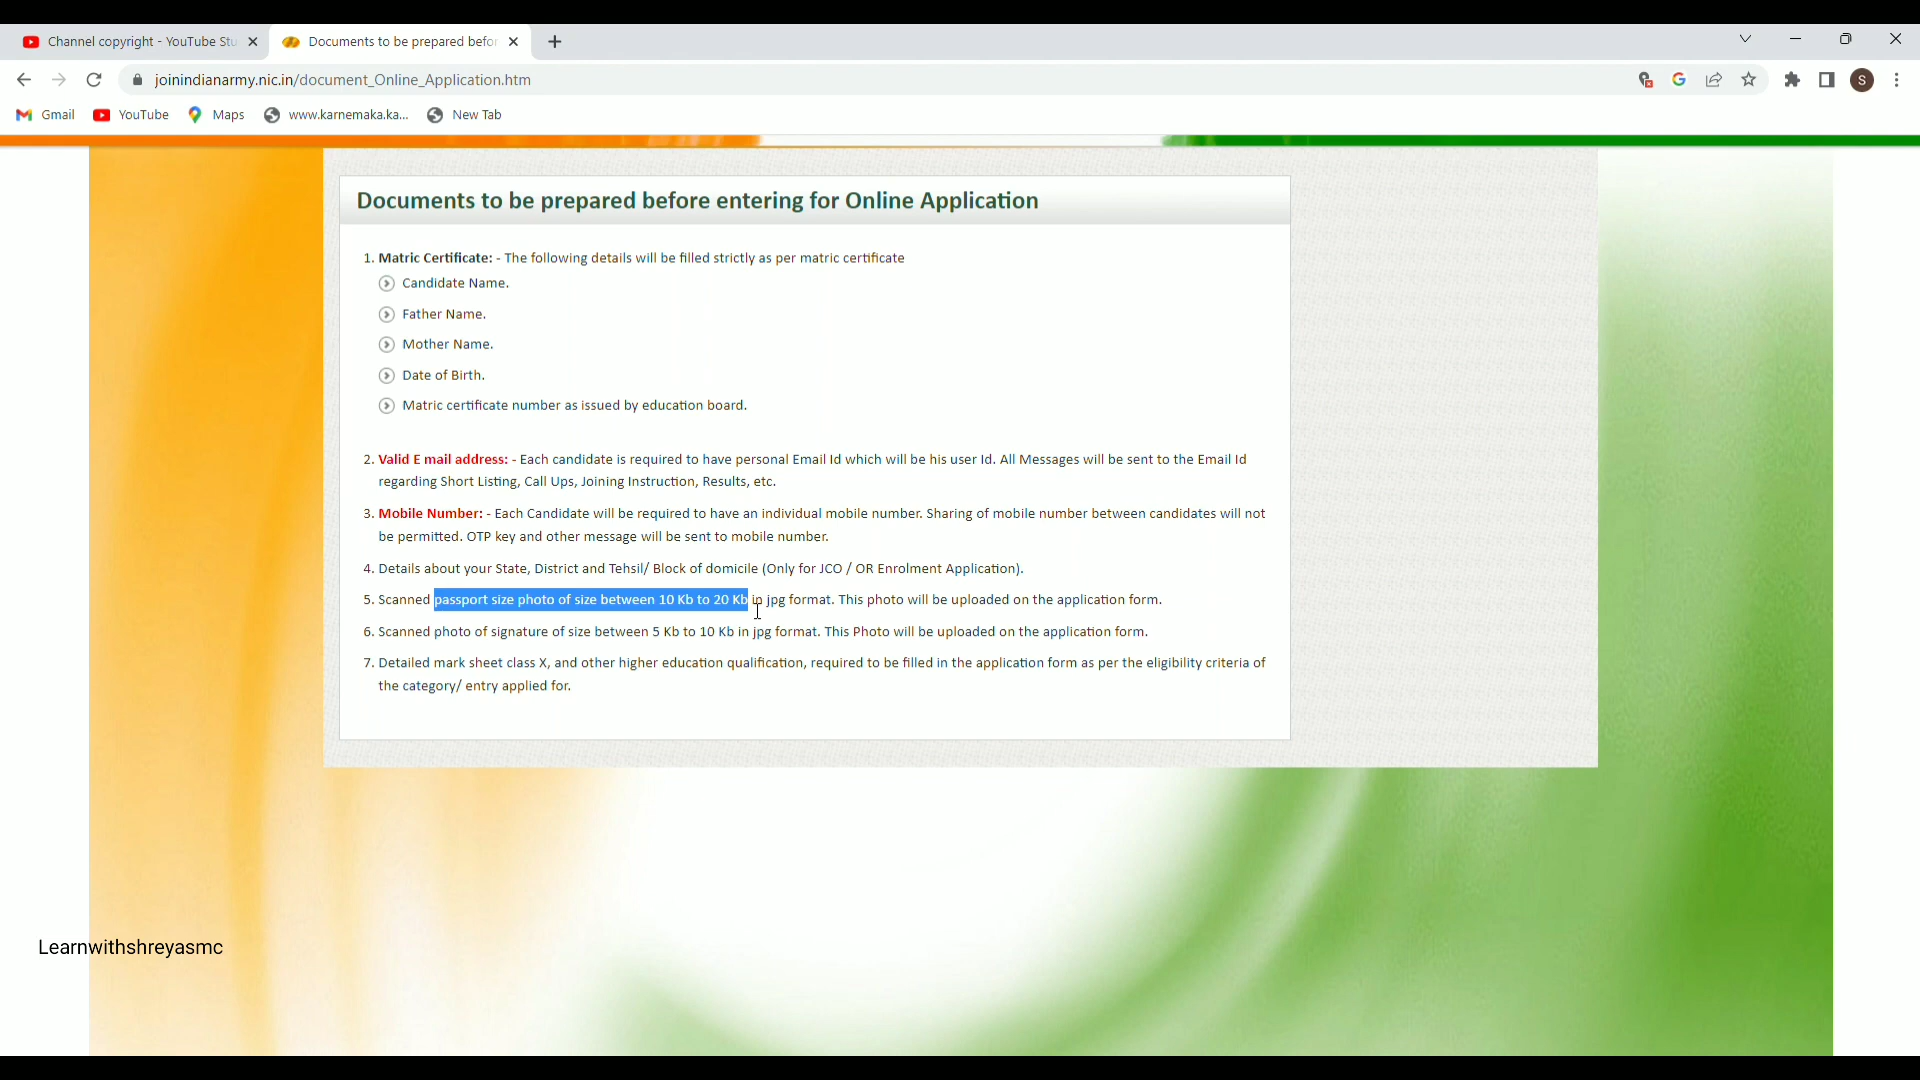 Channel copyright - YouTube Stu
Documents to be prepared befor
joinindianarmy.nic.in/document_Online_Application.htm
S
Gmail
YouTube
Maps
www.karnemaka.ka...
New Tab
Documents to be prepared before entering for Online Application
1. Matric Certificate: - The following details will be filled strictly as per matric certificate
Candidate Name.
Father Name.
Mother Name.
Date of Birth.
Matric certificate number as issued by education board.
2. Valid E mail address: - Each candidate is required to have personal Email Id which will be his user Id. All Messages will be sent to the Email Id
regarding Short Listing, Call Ups, Joining Instruction, Results, etc.
3. Mobile Number: - Each Candidate will be required to have an individual mobile number. Sharing of mobile number between candidates will not
be permitted. OTP key and other message will be sent to mobile number.
4. Details about your State, District and Tehsil/ Block of domicile (Only for JCO / OR Enrolment Application).
5. Scanned passport size photo of size between 10 Kb to 20 Kb in jpg format. This photo will be uploaded on the application form.
6. Scanned photo of signature of size between 5 Kb to 10 Kb in jpg format. This Photo will be uploaded on the application form.
7. Detailed mark sheet class X, and other higher education qualification, required to be filled in the application form as per the eligibility criteria of
the category/ entry applied for.
Learnwithshreyasmc